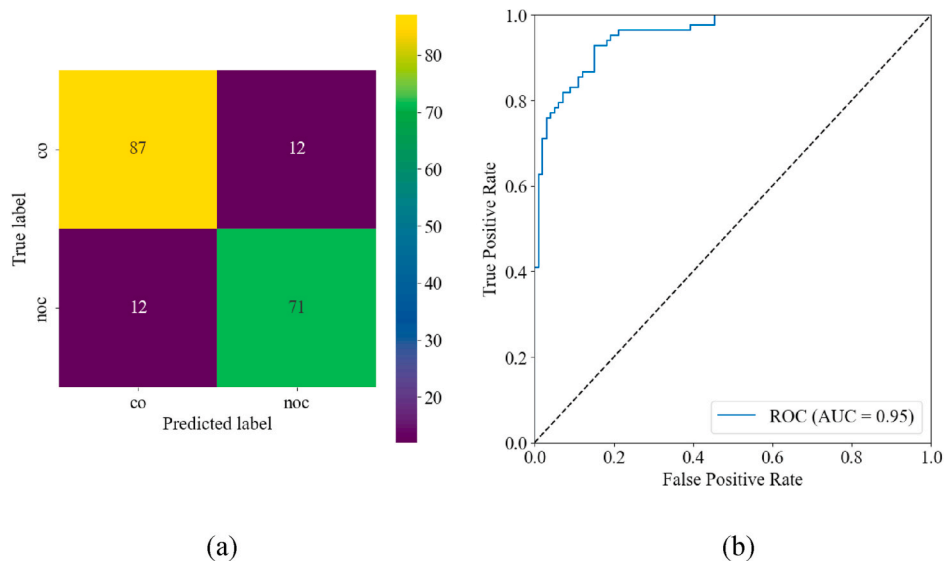 87
12
12
71
co
noc
True label
co
noc
Predicted label
80
70
60
50
40
30
20
1.0
0.8
0.6
0.4
0.2
0.0
True Positive Rate
0.0
0.2
0.4
0.6
0.8
1.0
False Positive Rate
ROC (AUC = 0.95)
(a)
(b)